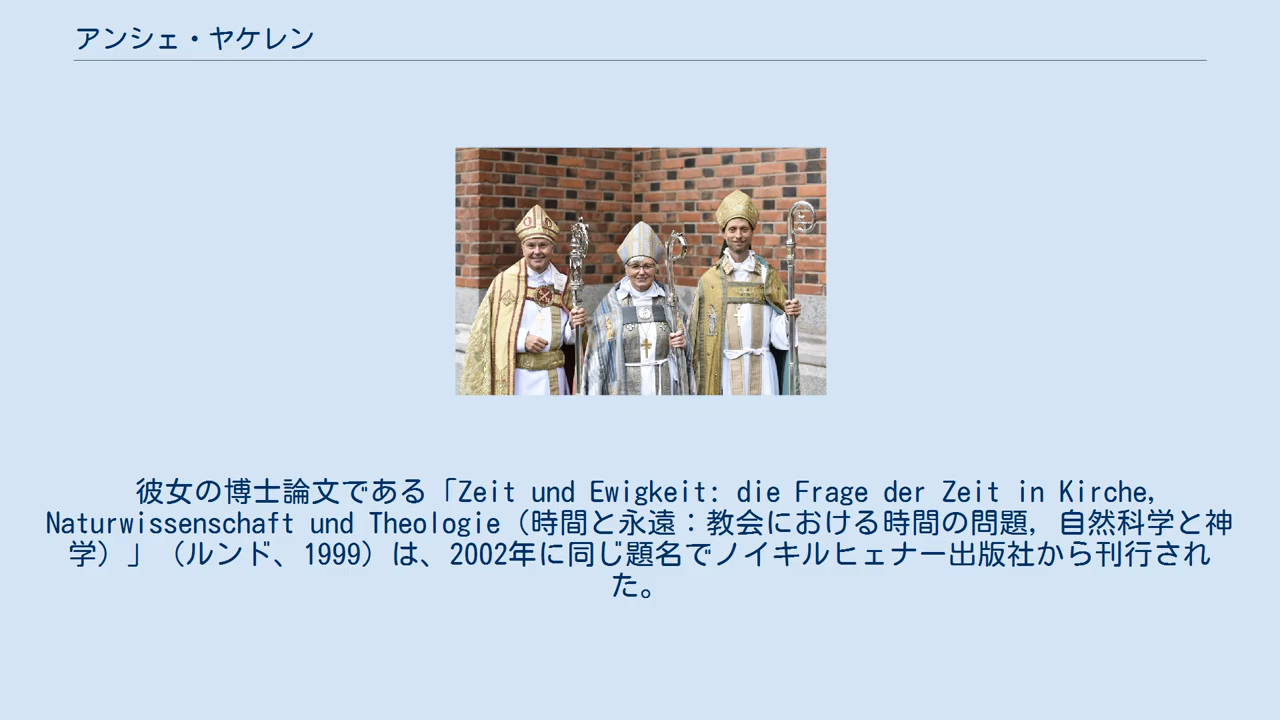 アンシェ・ヤケレン
彼女の博士論文である「Zeit und Ewigkeit: die Frage der Zeit in Kirche,
Naturwissenschaft und Theologie（時間と永遠：教会における時間の問題, 自然科学と神
学）」（ルンド、1999）は、2002年に同じ題名でノイキルヒェナー出版社から刊行され
た。